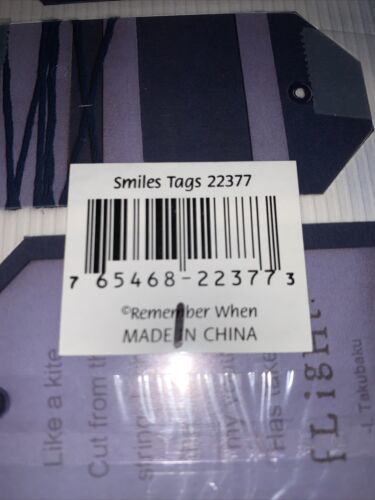 Smiles Tags 22377
7 65468-22377 3
©Remember When
MADE IN CHINA
Like a kite
Cut from th
string
Has take
fLight.
Takubaku